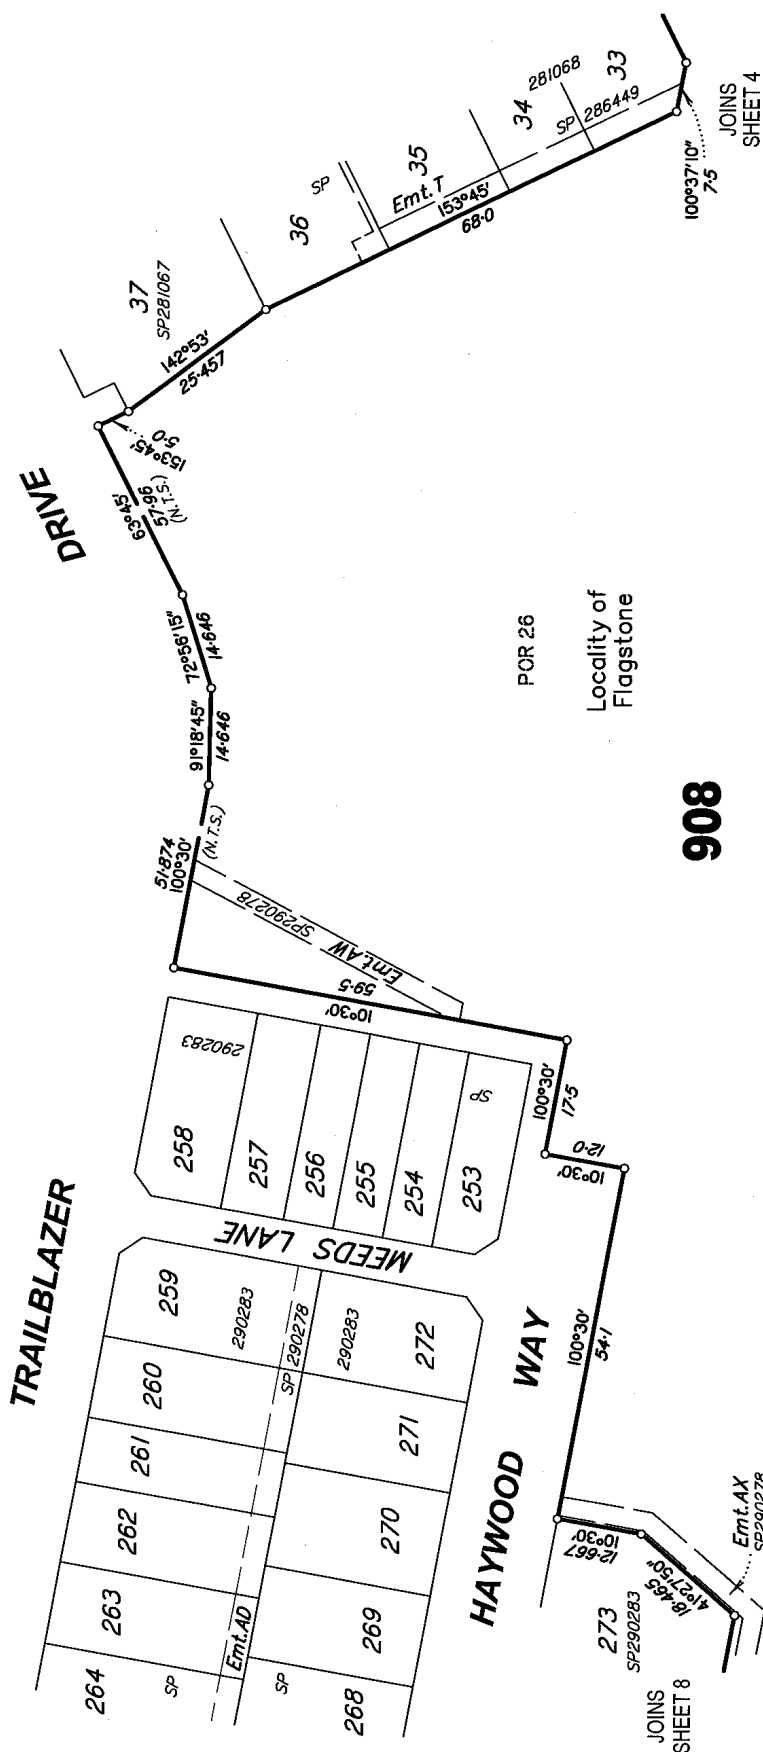 JOINS
SHEET 4
33
281068
34
SP 286449
100°37'10"
7·5
35
Emt.T
153°45'
68·0
SP
36
37
SP281067
142°53'
25·457
153°45'
5·0
DRIVE
63°45'
57·96
(N.T.S.)
72°56'15"
14·646
91°18'45"
14·646
(N.T.S.)
51·874
100°30'
POR 26
Locality of
Flagstone
908
SP290278
Emt.AW
59·5
10°30'
290283
258
257
256
255
254
253
SP
100°30'
17·5
12·0
10°30'
MEEDS LANE
TRAILBLAZER
259
290283
SP 290278
290283
272
260
261
271
262
270
263
269
264
SP
Emt.AD
SP
268
HAYWOOD WAY
100°30'
54·1
12·667
10°30'
18·465
41°27'50"
273
SP290283
Emt.AX
SP290278
JOINS
SHEET 8